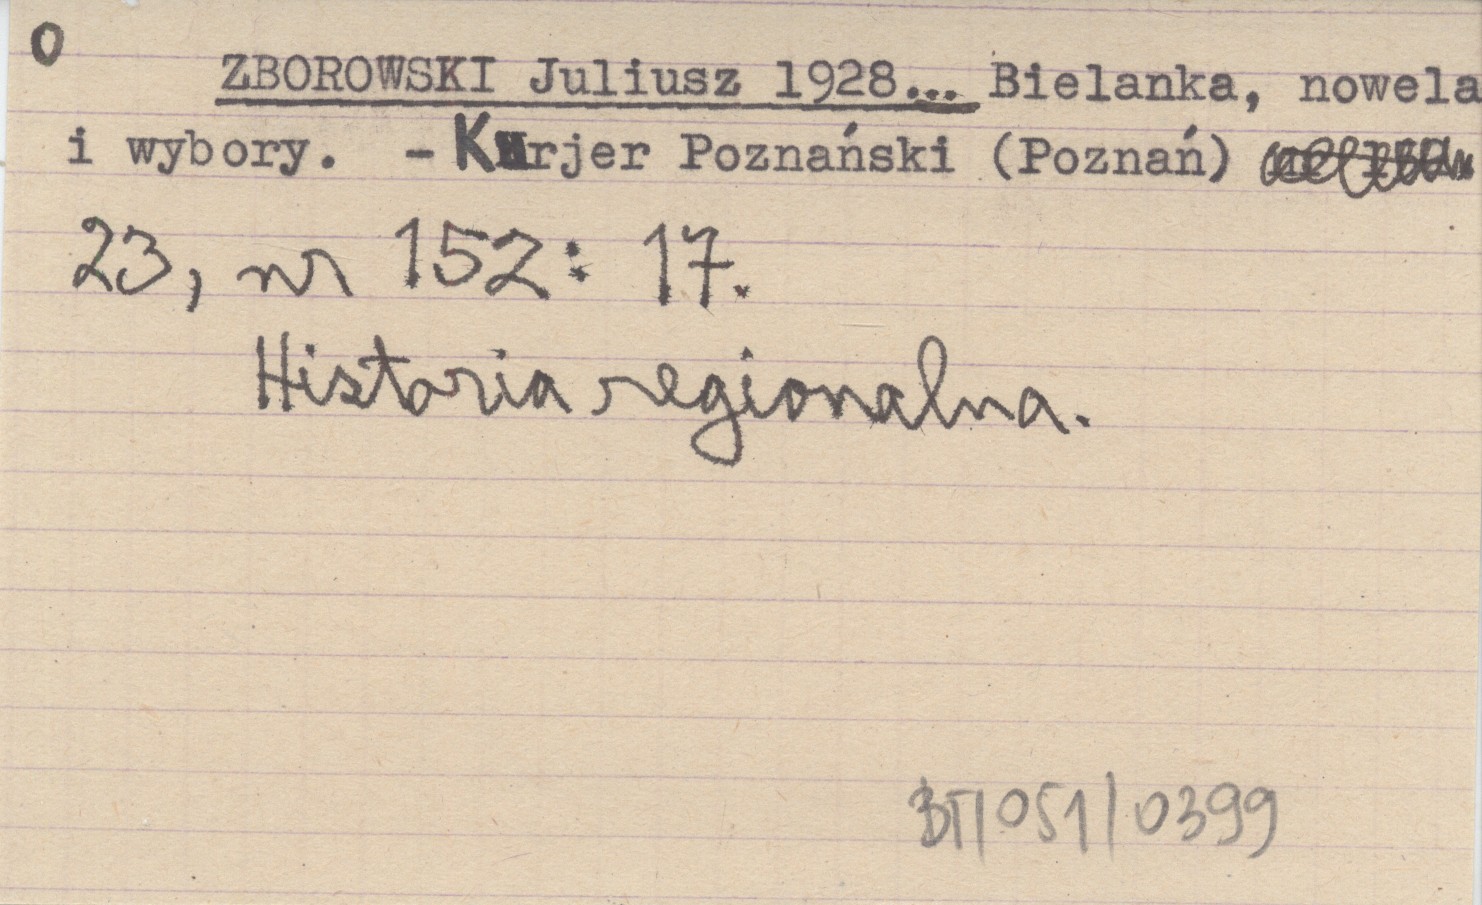 0
ZBOROWSKI Juliusz 1928... Bielanka, nowela
i wybory. - Kurjer Poznański (Poznań)
23, nr 152: 17.
Historia regionalna.
BT/051/0399